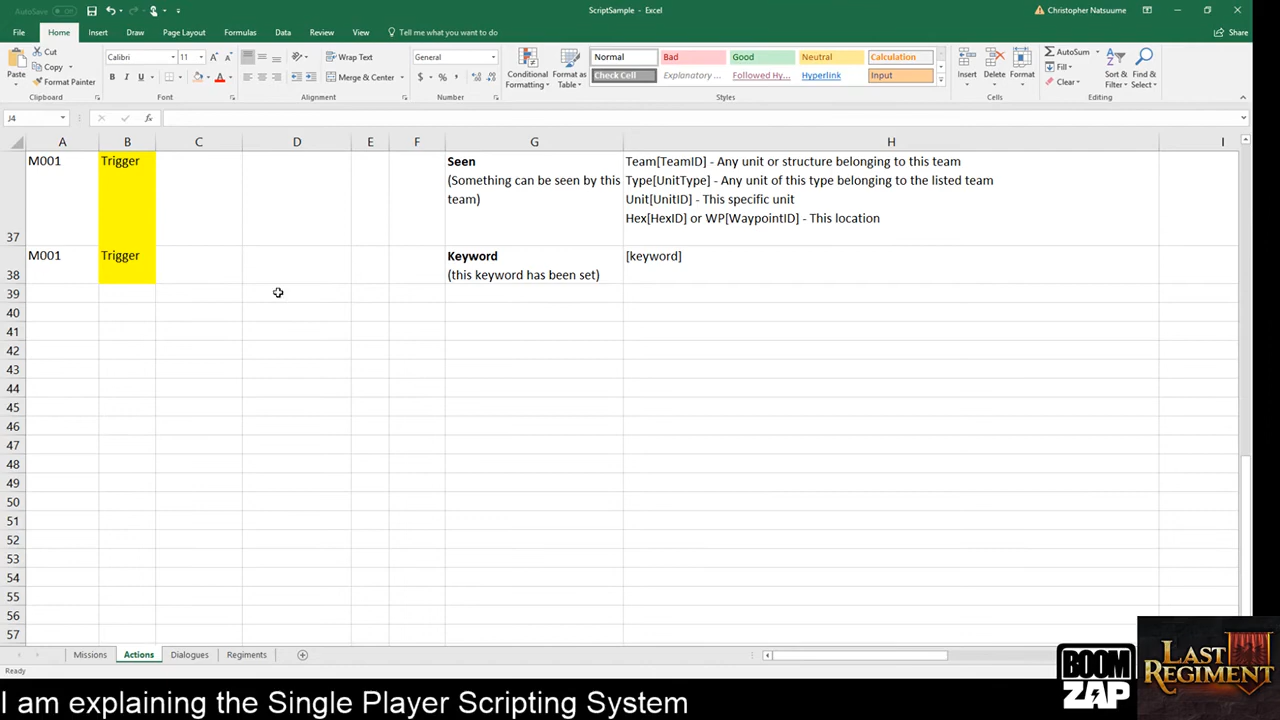 AutoSave Off
ScriptSample - Excel
Christopher Natsuume
File Home Insert Draw Page Layout Formulas Data Review View Tell me what you want to do Share
Cut
Copy
Format Painter
Paste
Calibri 11
B I U
Wrap Text
Merge & Center
General
$ % ,
Conditional Formatting
Format as Table
Normal Bad Good Neutral Calculation
Check Cell Explanatory ... Followed Hy... Hyperlink Input
Insert Delete Format
AutoSum
Fill
Clear
Sort & Filter
Find & Select
Clipboard Font Alignment Number Styles Cells Editing
J4 fx
A B C D E F G H I
M001 Trigger Seen Team[TeamID] - Any unit or structure belonging to this team
(Something can be seen by this Type[UnitType] - Any unit of this type belonging to the listed team
team) Unit[UnitID] - This specific unit
Hex[HexID] or WP[WaypointID] - This location
37
M001 Trigger Keyword [keyword]
38 (this keyword has been set)
39
40
41
42
43
44
45
46
47
48
49
50
51
52
53
54
55
56
57
Missions Actions Dialogues Regiments
Ready
BOOM
ZAP
LAST
REGIMENT
I am explaining the Single Player Scripting System